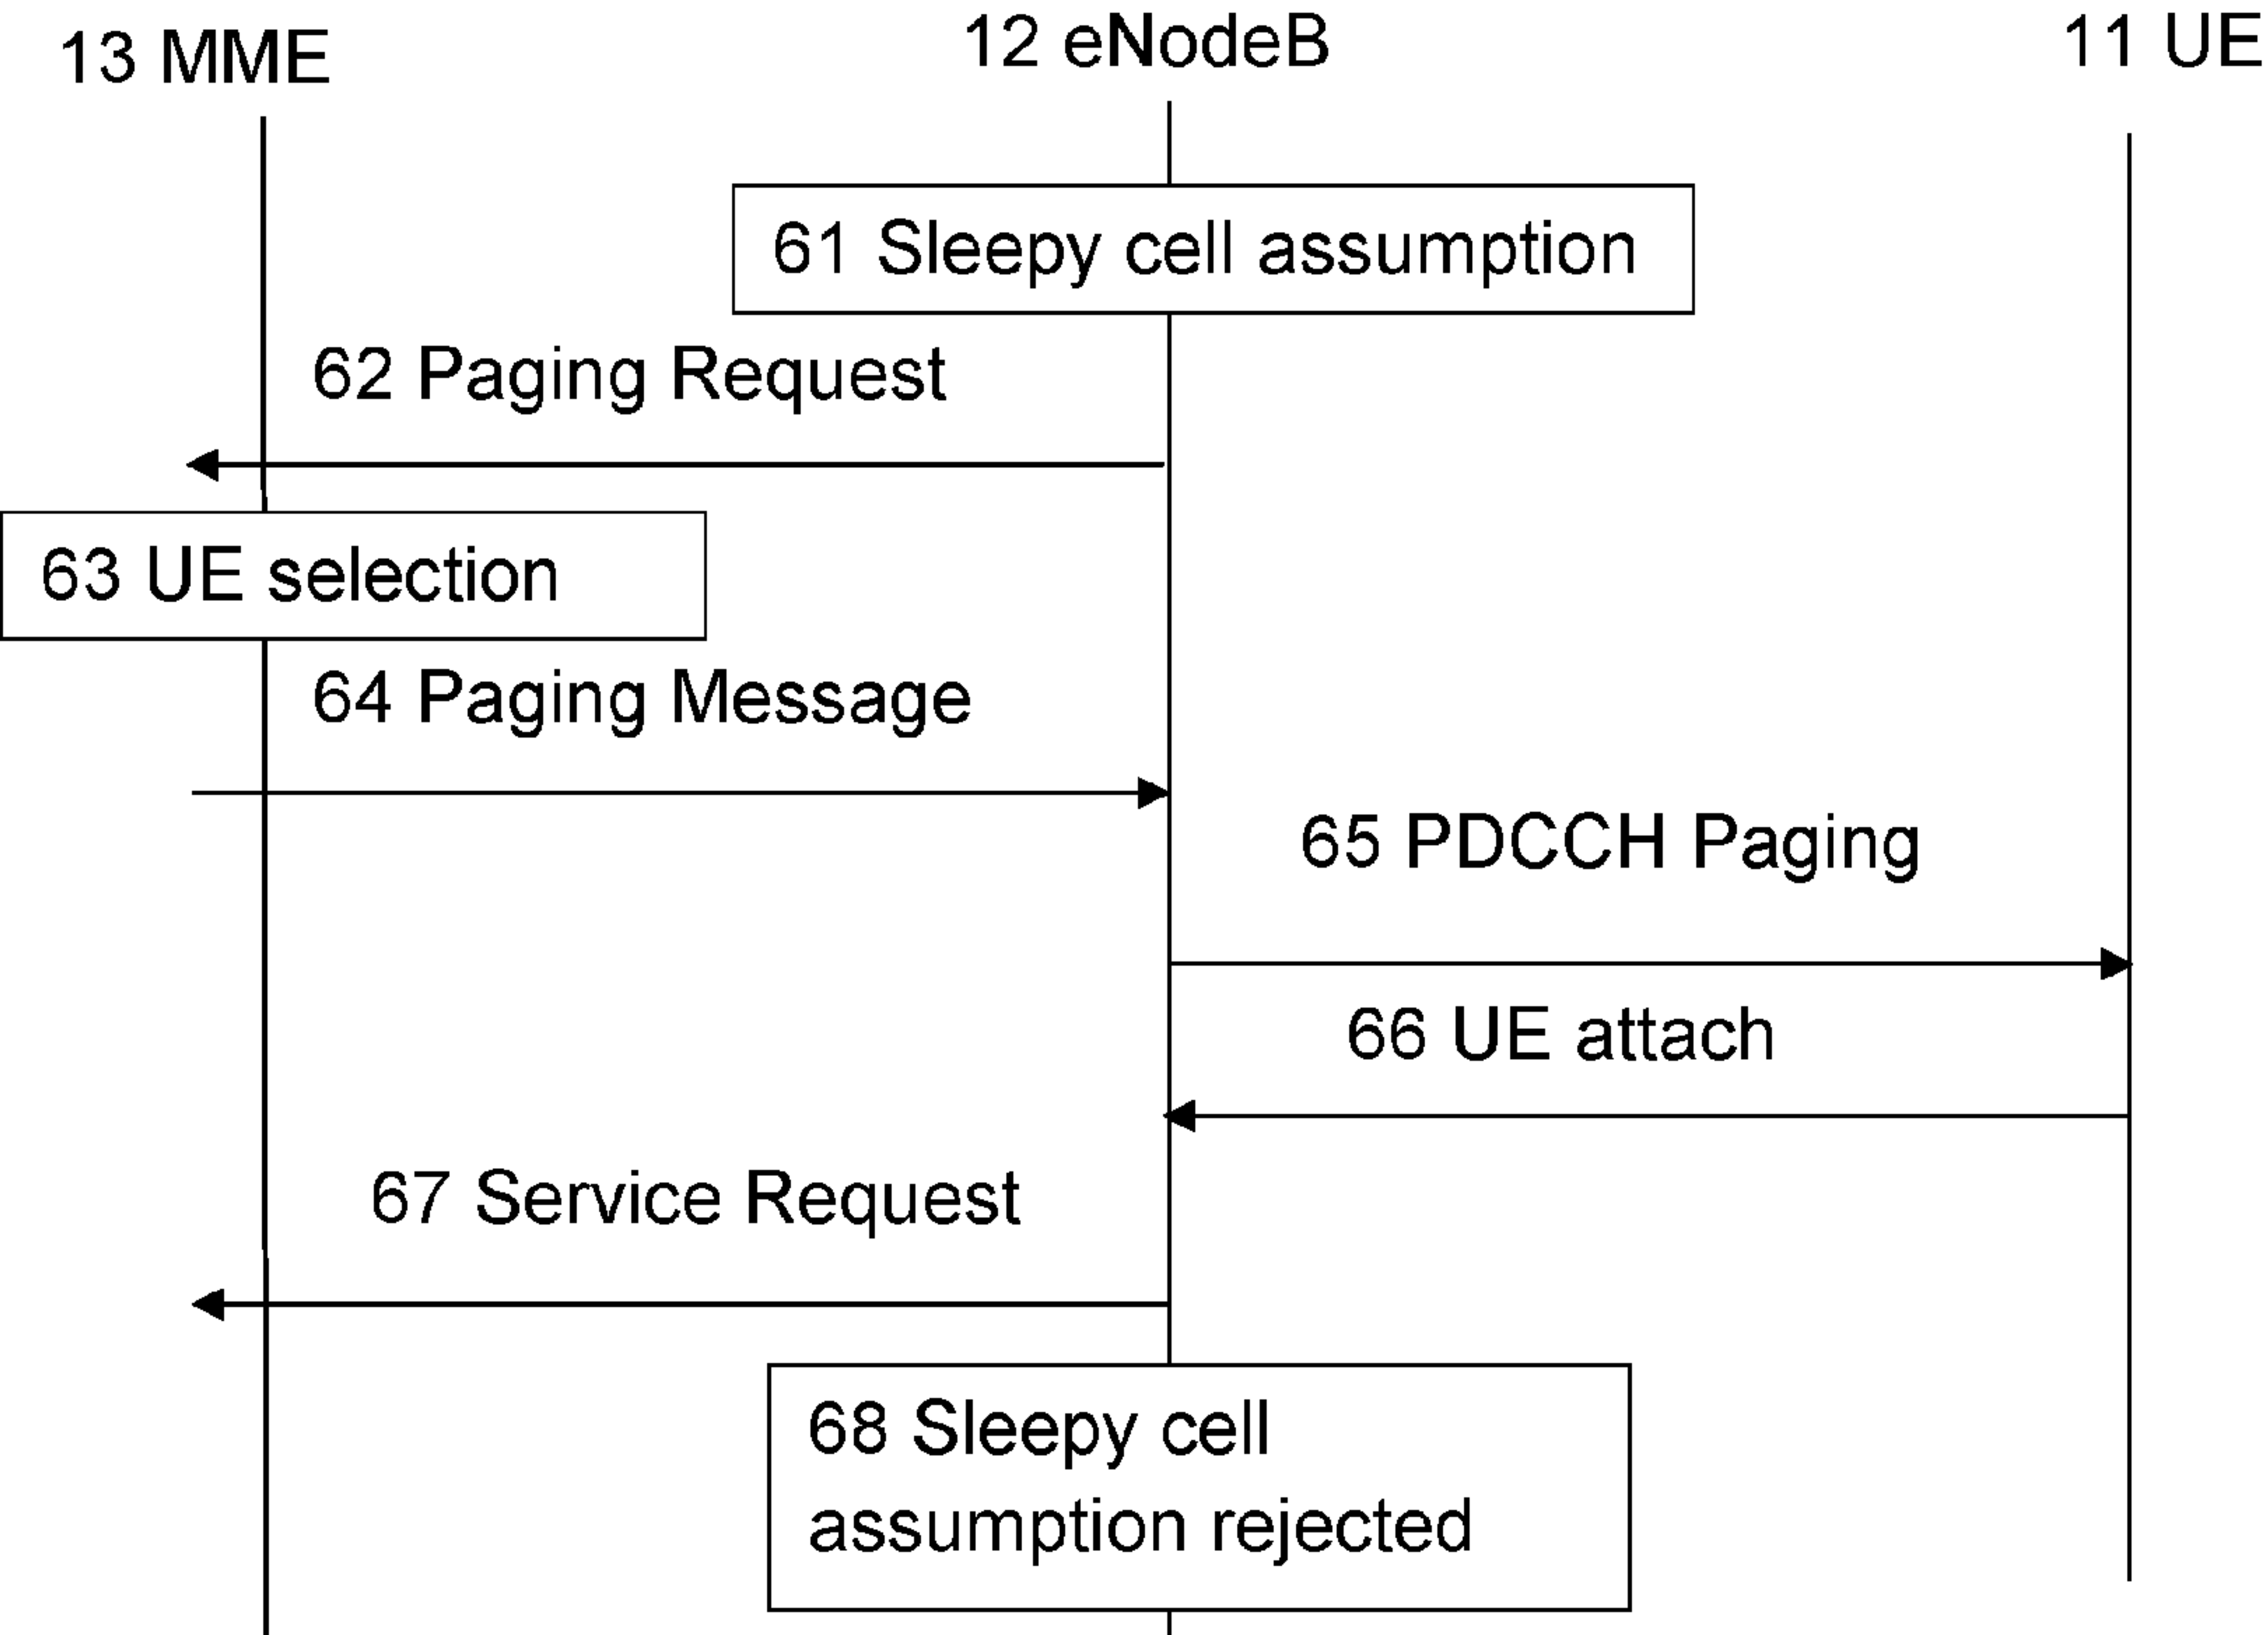 13 MME
12 eNodeB
11 UE
61 Sleepy cell assumption
62 Paging Request
63 UE selection
64 Paging Message
65 PDCCH Paging
66 UE attach
67 Service Request
68 Sleepy cell
assumption rejected